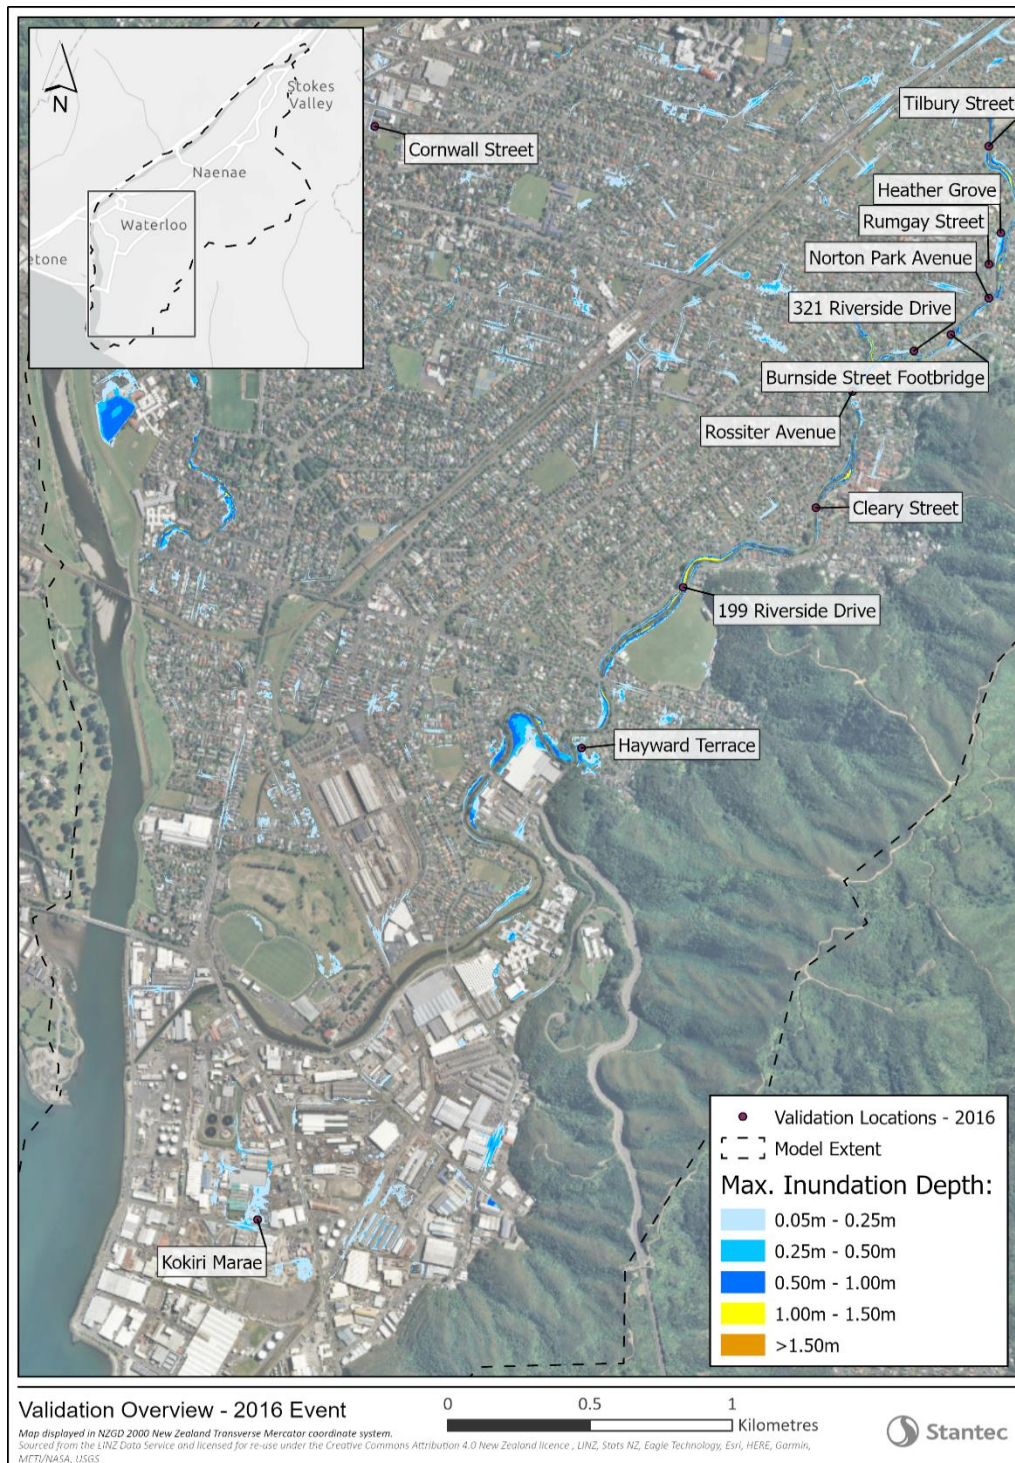 N
Stokes
Valley
Naenae
Waterloo
etone
Cornwall Street
Tilbury Street
Heather Grove
Rumgay Street
Norton Park Avenue
321 Riverside Drive
Burnside Street Footbridge
Rossiter Avenue
Cleary Street
199 Riverside Drive
Hayward Terrace
Kokiri Marae
Validation Locations - 2016
Model Extent
Max. Inundation Depth:
0.05m - 0.25m
0.25m - 0.50m
0.50m - 1.00m
1.00m - 1.50m
>1.50m
Validation Overview - 2016 Event
0 0.5 1
Kilometres
Map displayed in NZGD 2000 New Zealand Transverse Mercator coordinate system.
Sourced from the LINZ Data Service and licensed for re-use under the Creative Commons Attribution 4.0 New Zealand licence , LINZ, Stats NZ, Eagle Technology, Esri, HERE, Garmin,
METI/NASA, USGS
Stantec